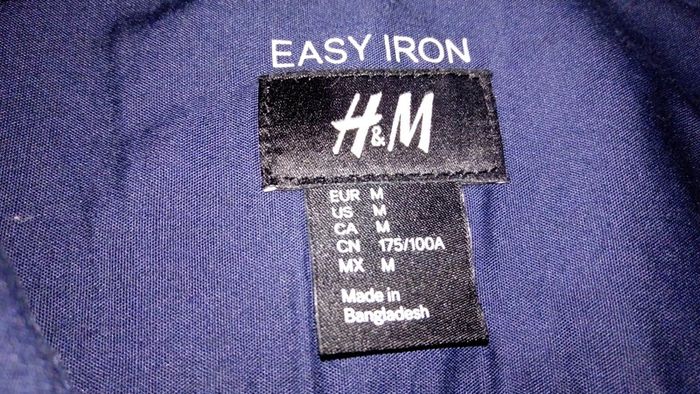 EASY IRON
H&M
EUR M
US M
CA M
CN 175/100A
MX M
Made in
Bangladesh